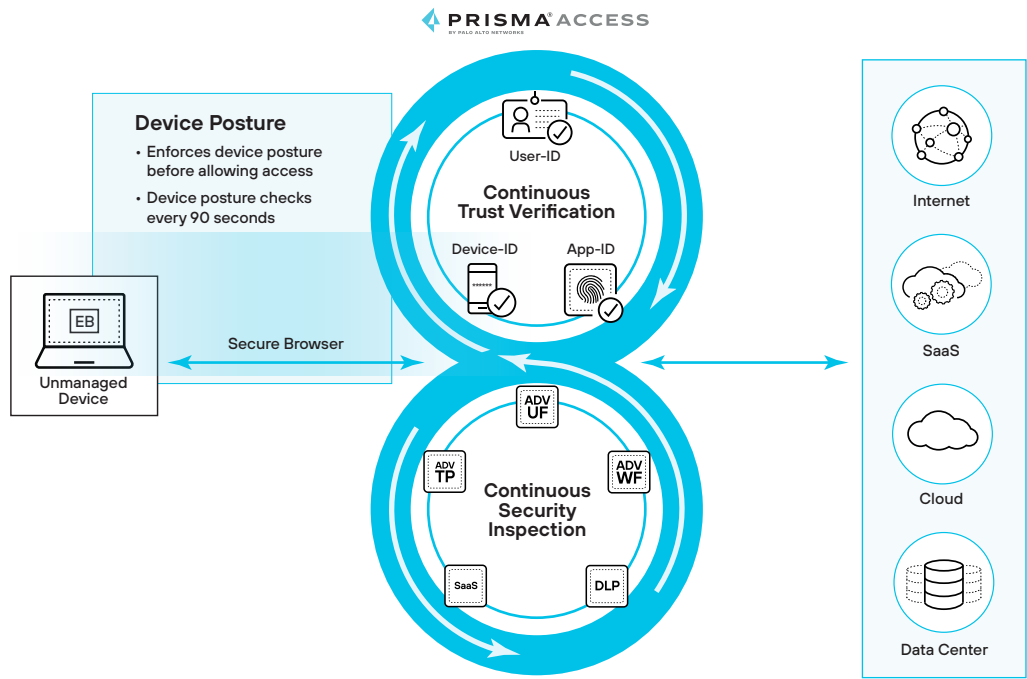 PRISMA® ACCESS
BY PALO ALTO NETWORKS
Device Posture
• Enforces device posture
before allowing access
• Device posture checks
every 90 seconds
EB
Unmanaged
Device
Secure Browser
User-ID
Continuous
Trust Verification
Device-ID
App-ID
******
ADV
UF
ADV
TP
ADV
WF
Continuous
Security
Inspection
SaaS
DLP
Internet
SaaS
Cloud
Data Center